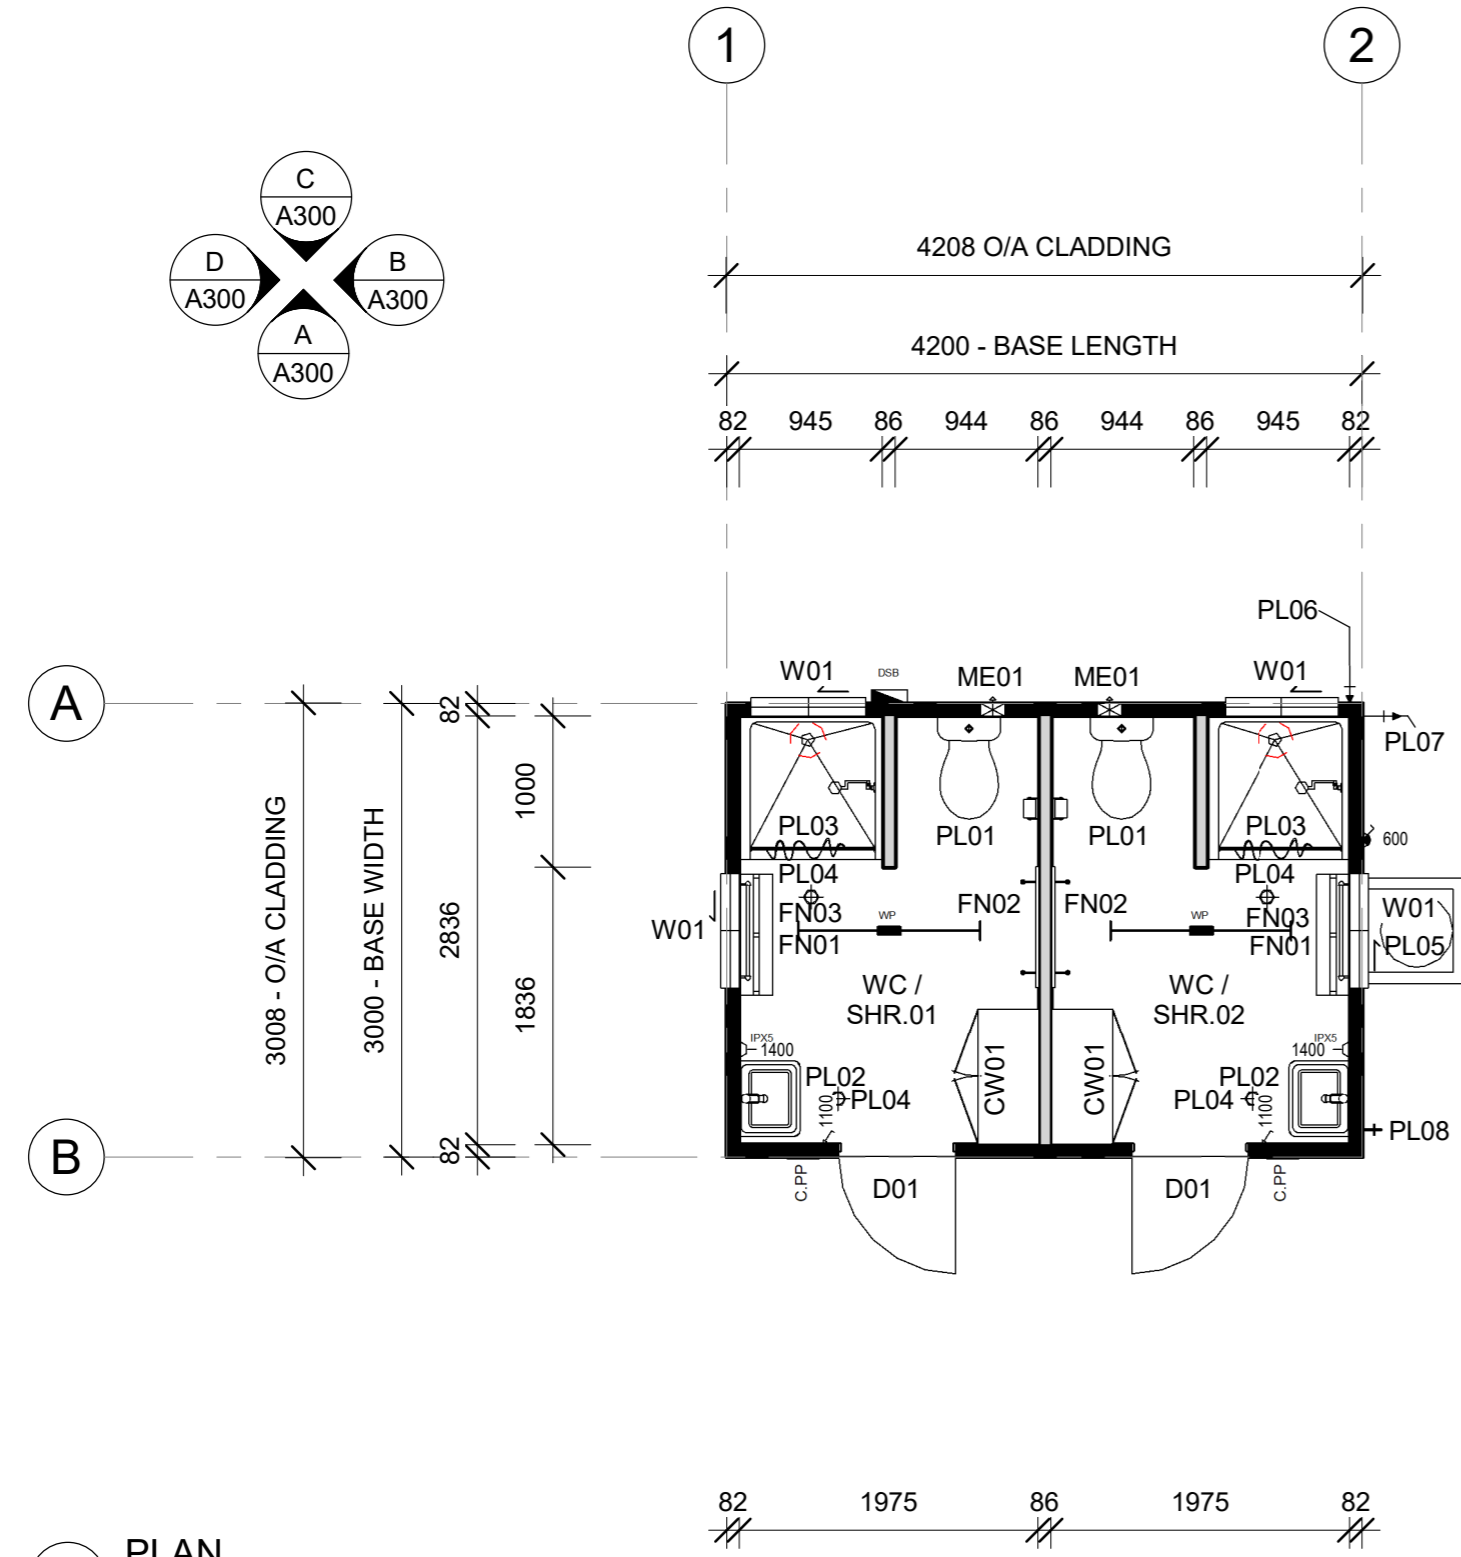 1
2
C
A300
D
A300
B
A300
A
A300
4208 O/A CLADDING
4200 - BASE LENGTH
82 945 86 944 86 944 86 945 82
PL06
A
W01
DSB
ME01
ME01
W01
PL07
82
1000
3008 - O/A CLADDING
3000 - BASE WIDTH
2836
1836
82
PL03
PL01
PL01
PL03
600
PL04
PL04
FN03
WP
FN02
FN02
WP
FN03
W01
W01
FN01
FN01
PL05
WC /
SHR.01
WC /
SHR.02
IPX5
1400
IPX5
1400
PL02
PL04
1100
CW01
CW01
PL02
PL04
1100
PL08
B
C.PP
D01
D01
C.PP
82 1975 86 1975 82
PLAN